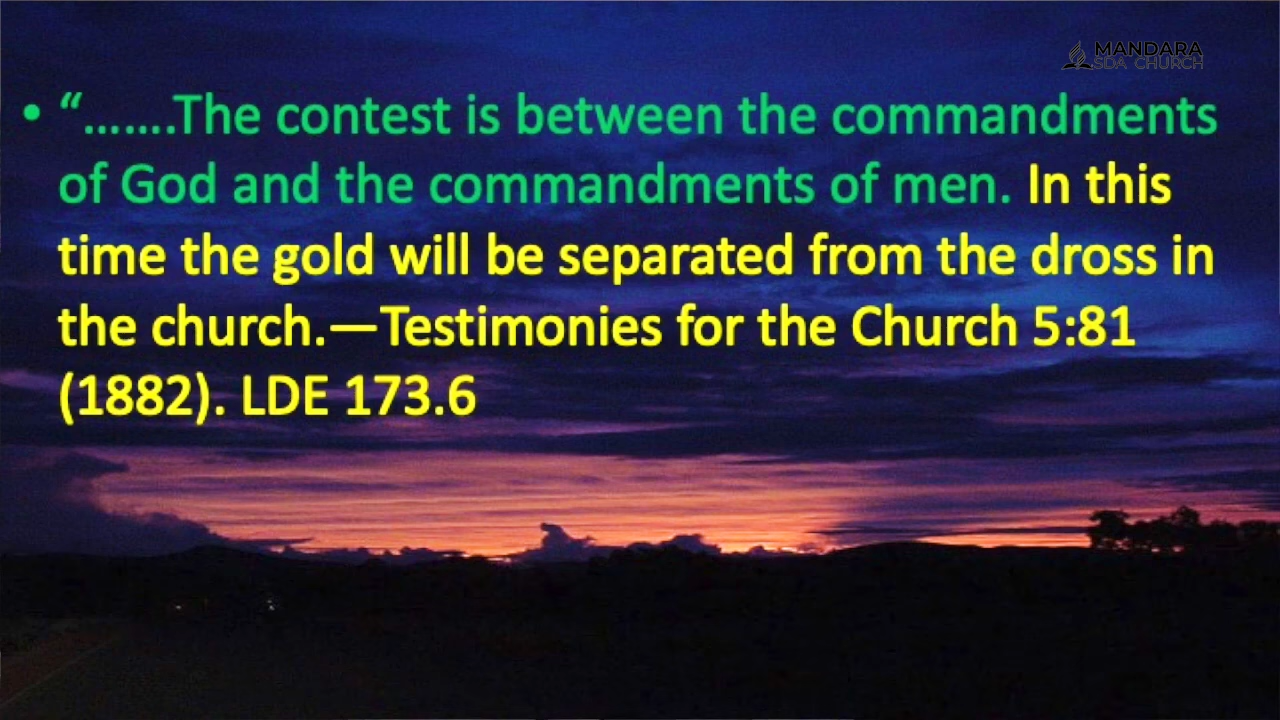 MANDARA
SDA CHURCH
• “…….The contest is between the commandments
of God and the commandments of men. In this
time the gold will be separated from the dross in
the church.—Testimonies for the Church 5:81
(1882). LDE 173.6